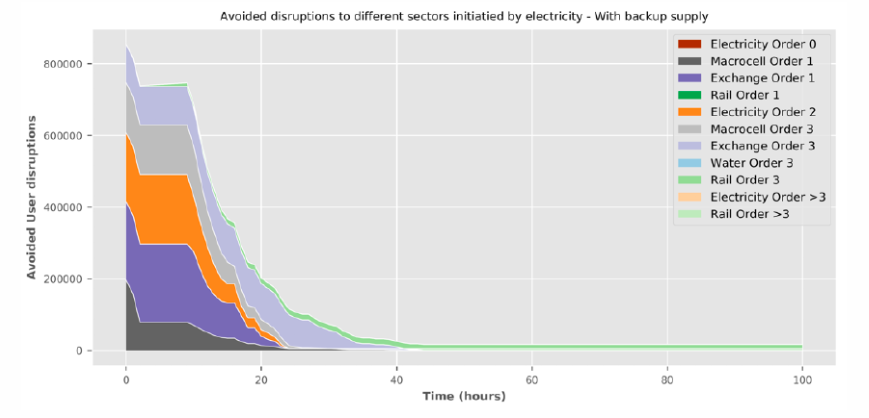 Avoided disruptions to different sectors initiatied by electricity - With backup supply
Electricity Order 0
Macrocell Order 1
Exchange Order 1
Rail Order 1
Electricity Order 2
Macrocell Order 3
Exchange Order 3
Water Order 3
Rail Order 3
Electricity Order >3
Rail Order >3
Avoided User disruptions
800000
600000
400000
200000
0
0 20 40 60 80 100
Time (hours)